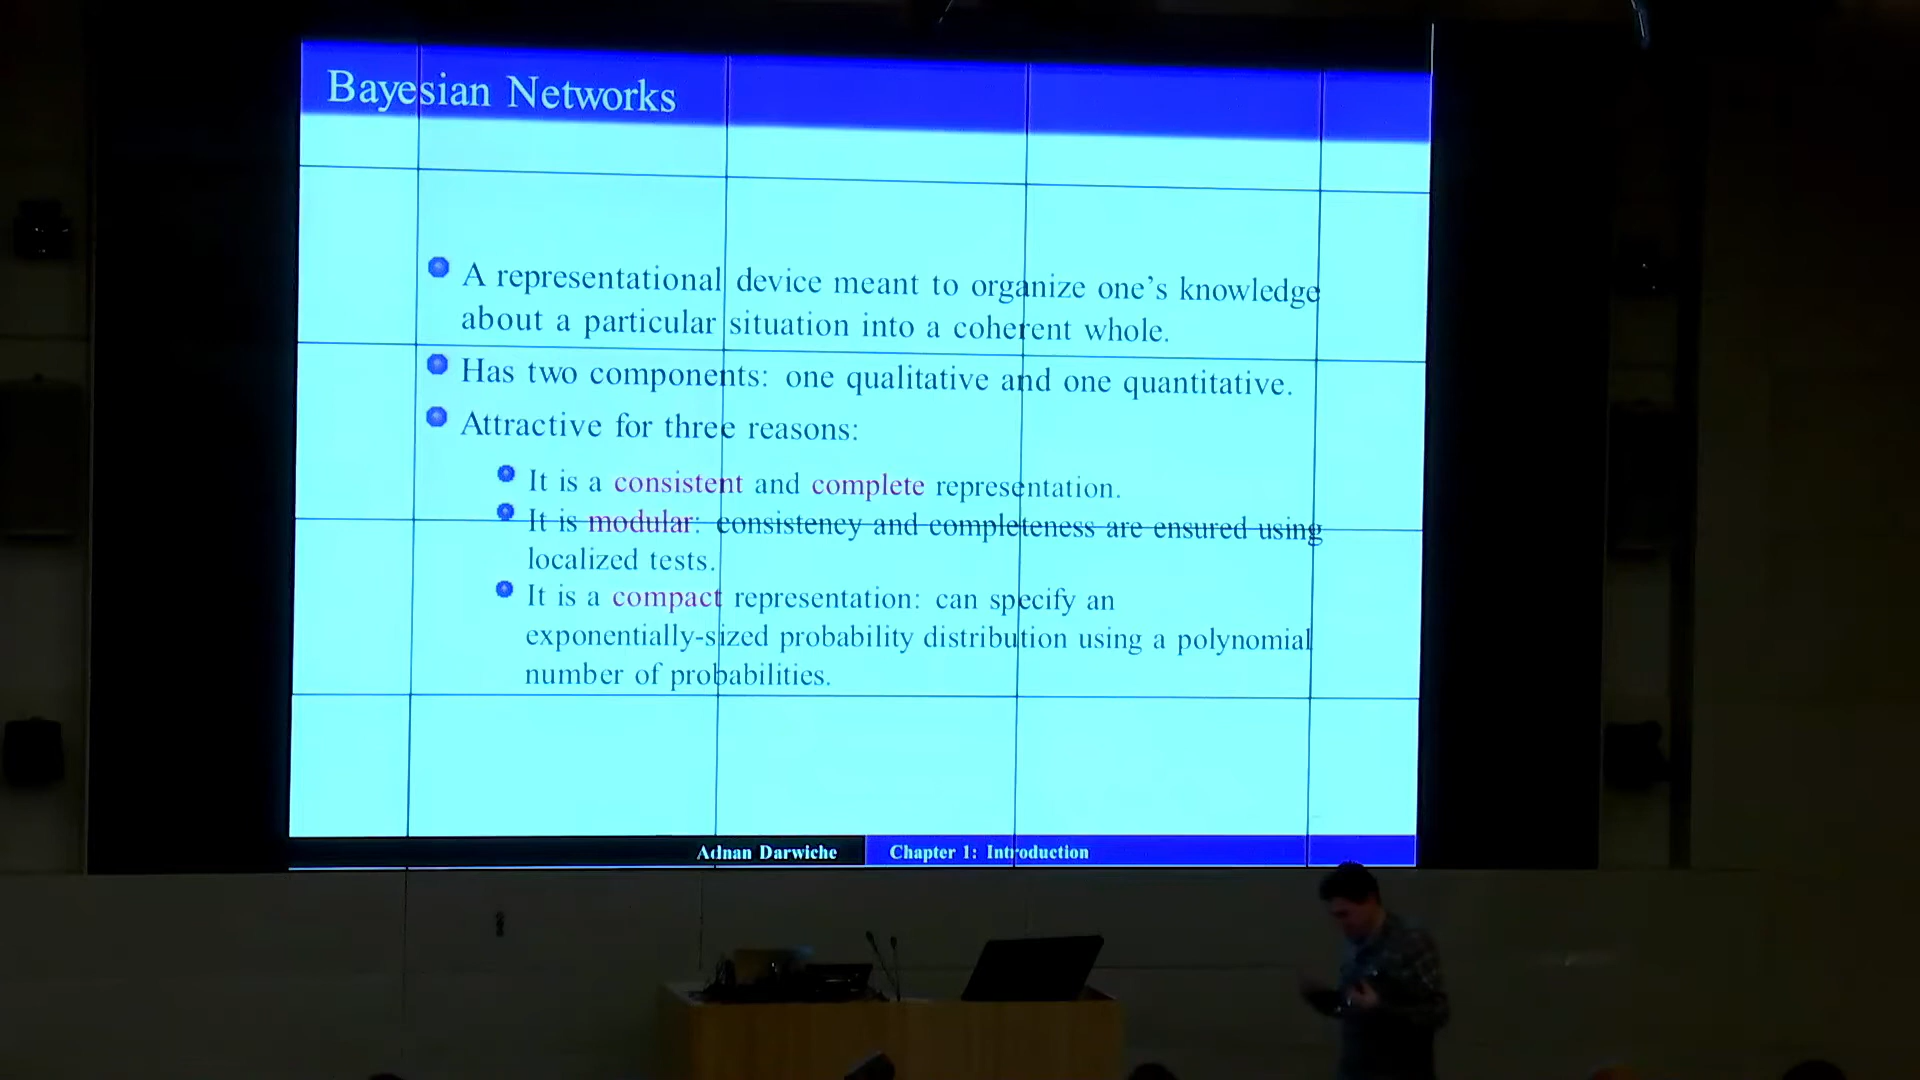 Bayesian Networks
A representational device meant to organize one's knowledge
about a particular situation into a coherent whole.
Has two components: one qualitative and one quantitative.
Attractive for three reasons:
It is a consistent and complete representation.
It is modular: consistency and completeness are ensured using
localized tests.
It is a compact representation: can specify an
exponentially-sized probability distribution using a polynomial
number of probabilities.
Adnan Darwiche
Chapter 1: Introduction